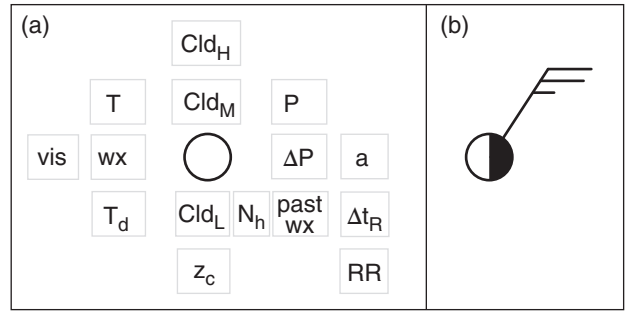 (a)
(b)
Cld_H
T
Cld_M
P
vis
wx
ΔP
a
T_d
Cld_L
N_h
past
wx
Δt_R
z_c
RR